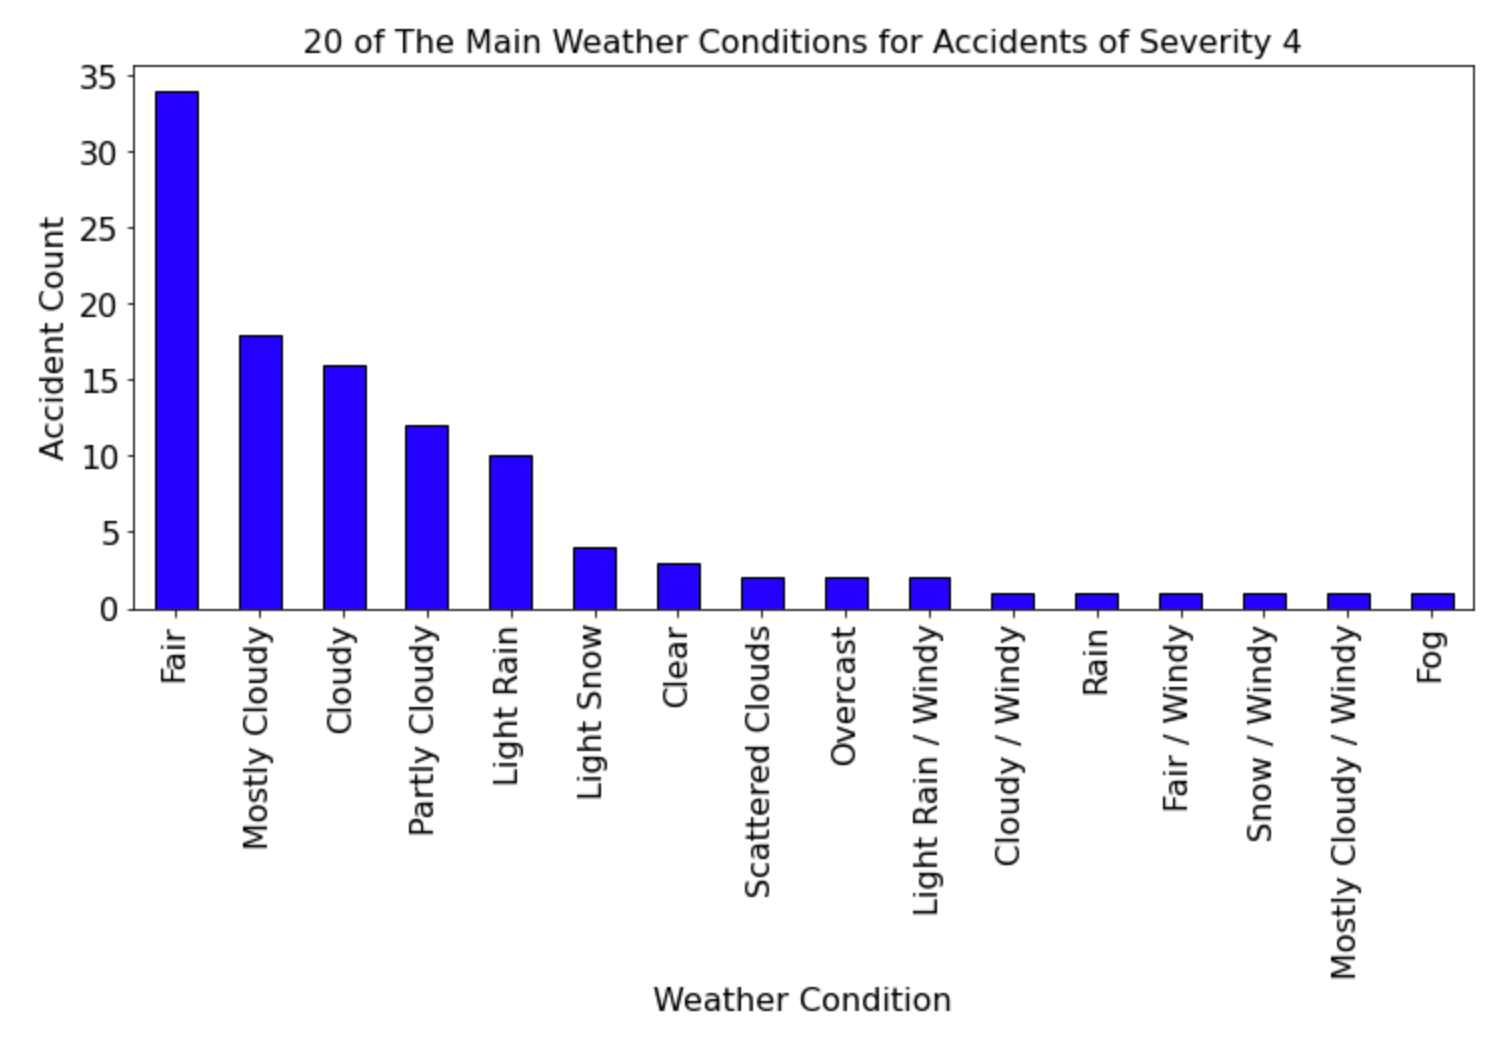 20 of The Main Weather Conditions for Accidents of Severity 4
Accident Count
35
30
25
20
15
10
5
0
Fair
Mostly Cloudy
Cloudy
Partly Cloudy
Light Rain
Light Snow
Clear
Scattered Clouds
Overcast
Light Rain / Windy
Cloudy / Windy
Rain
Fair / Windy
Snow / Windy
Mostly Cloudy / Windy
Fog
Weather Condition